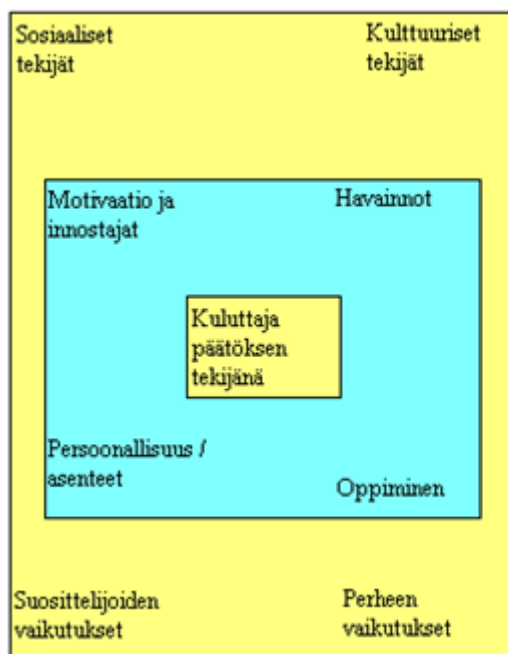 Sosiaaliset
tekijät
Kulttuuriset
tekijät
Motivaatio ja
innostajat
Havainnot
Kuluttaja
päätöksen
tekijänä
Persoonallisuus /
asenteet
Oppiminen
Suosittelijoiden
vaikutukset
Perheen
vaikutukset